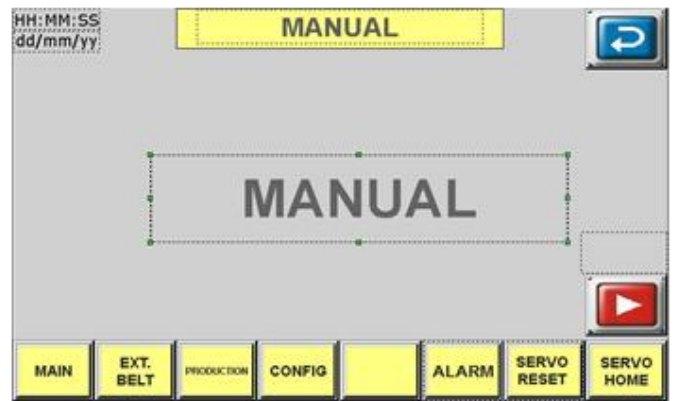 HH:MM:SS
dd/mm/yy
MANUAL
MANUAL
MAIN
EXT.
BELT
PRODUCTION
CONFIG
ALARM
SERVO
RESET
SERVO
HOME